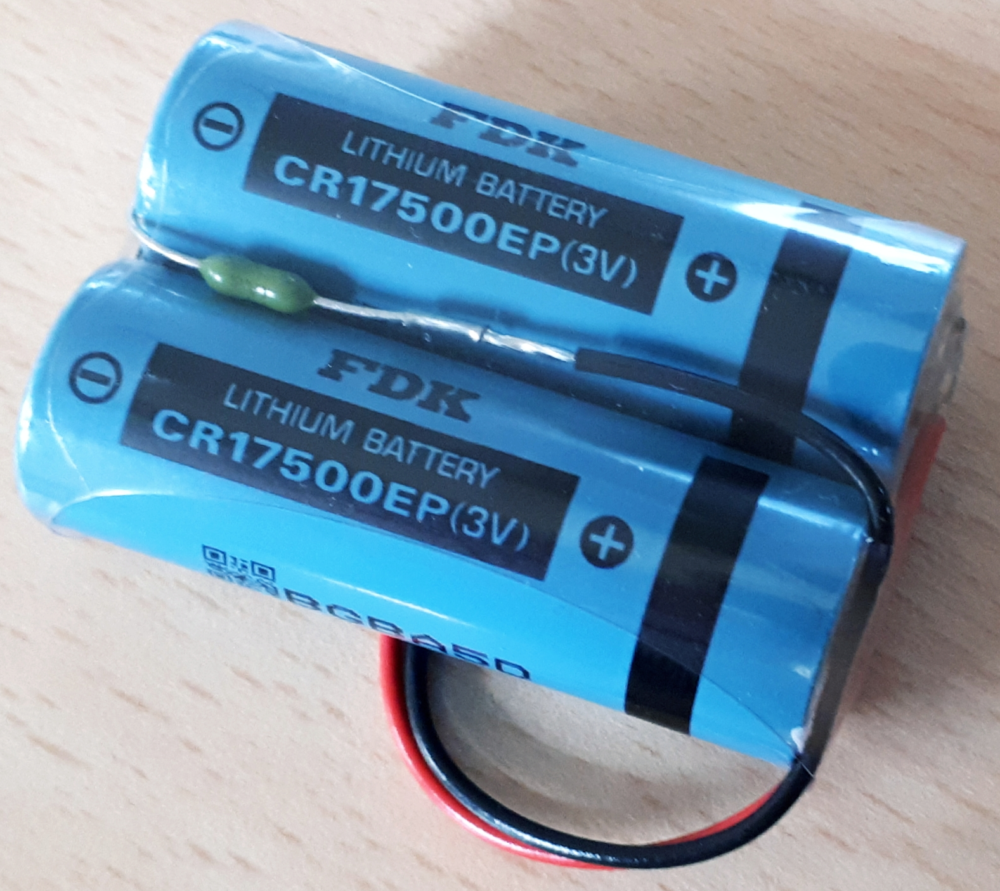 FDK
LITHIUM BATTERY
CR17500EP(3V)
FDK
LITHIUM BATTERY
CR17500EP(3V)